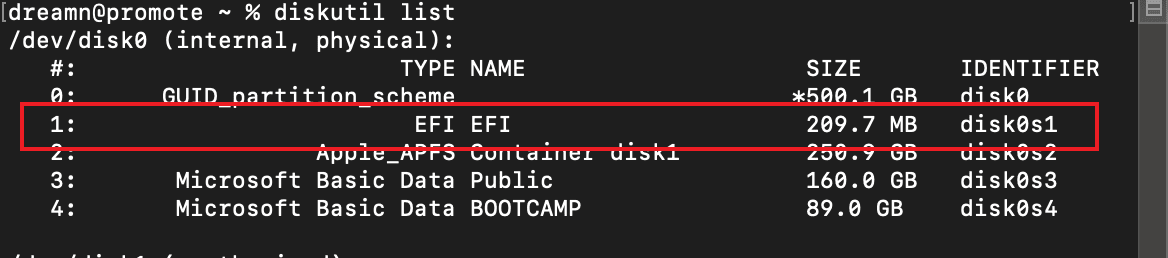 [dreamn@promote ~ % diskutil list ]
/dev/disk0 (internal, physical):
#: TYPE NAME SIZE IDENTIFIER
0: GUID_partition_scheme *500.1 GB disk0
1: EFI EFI 209.7 MB disk0s1
2: Apple_APFS Container disk1 250.9 GB disk0s2
3: Microsoft Basic Data Public 160.0 GB disk0s3
4: Microsoft Basic Data BOOTCAMP 89.0 GB disk0s4